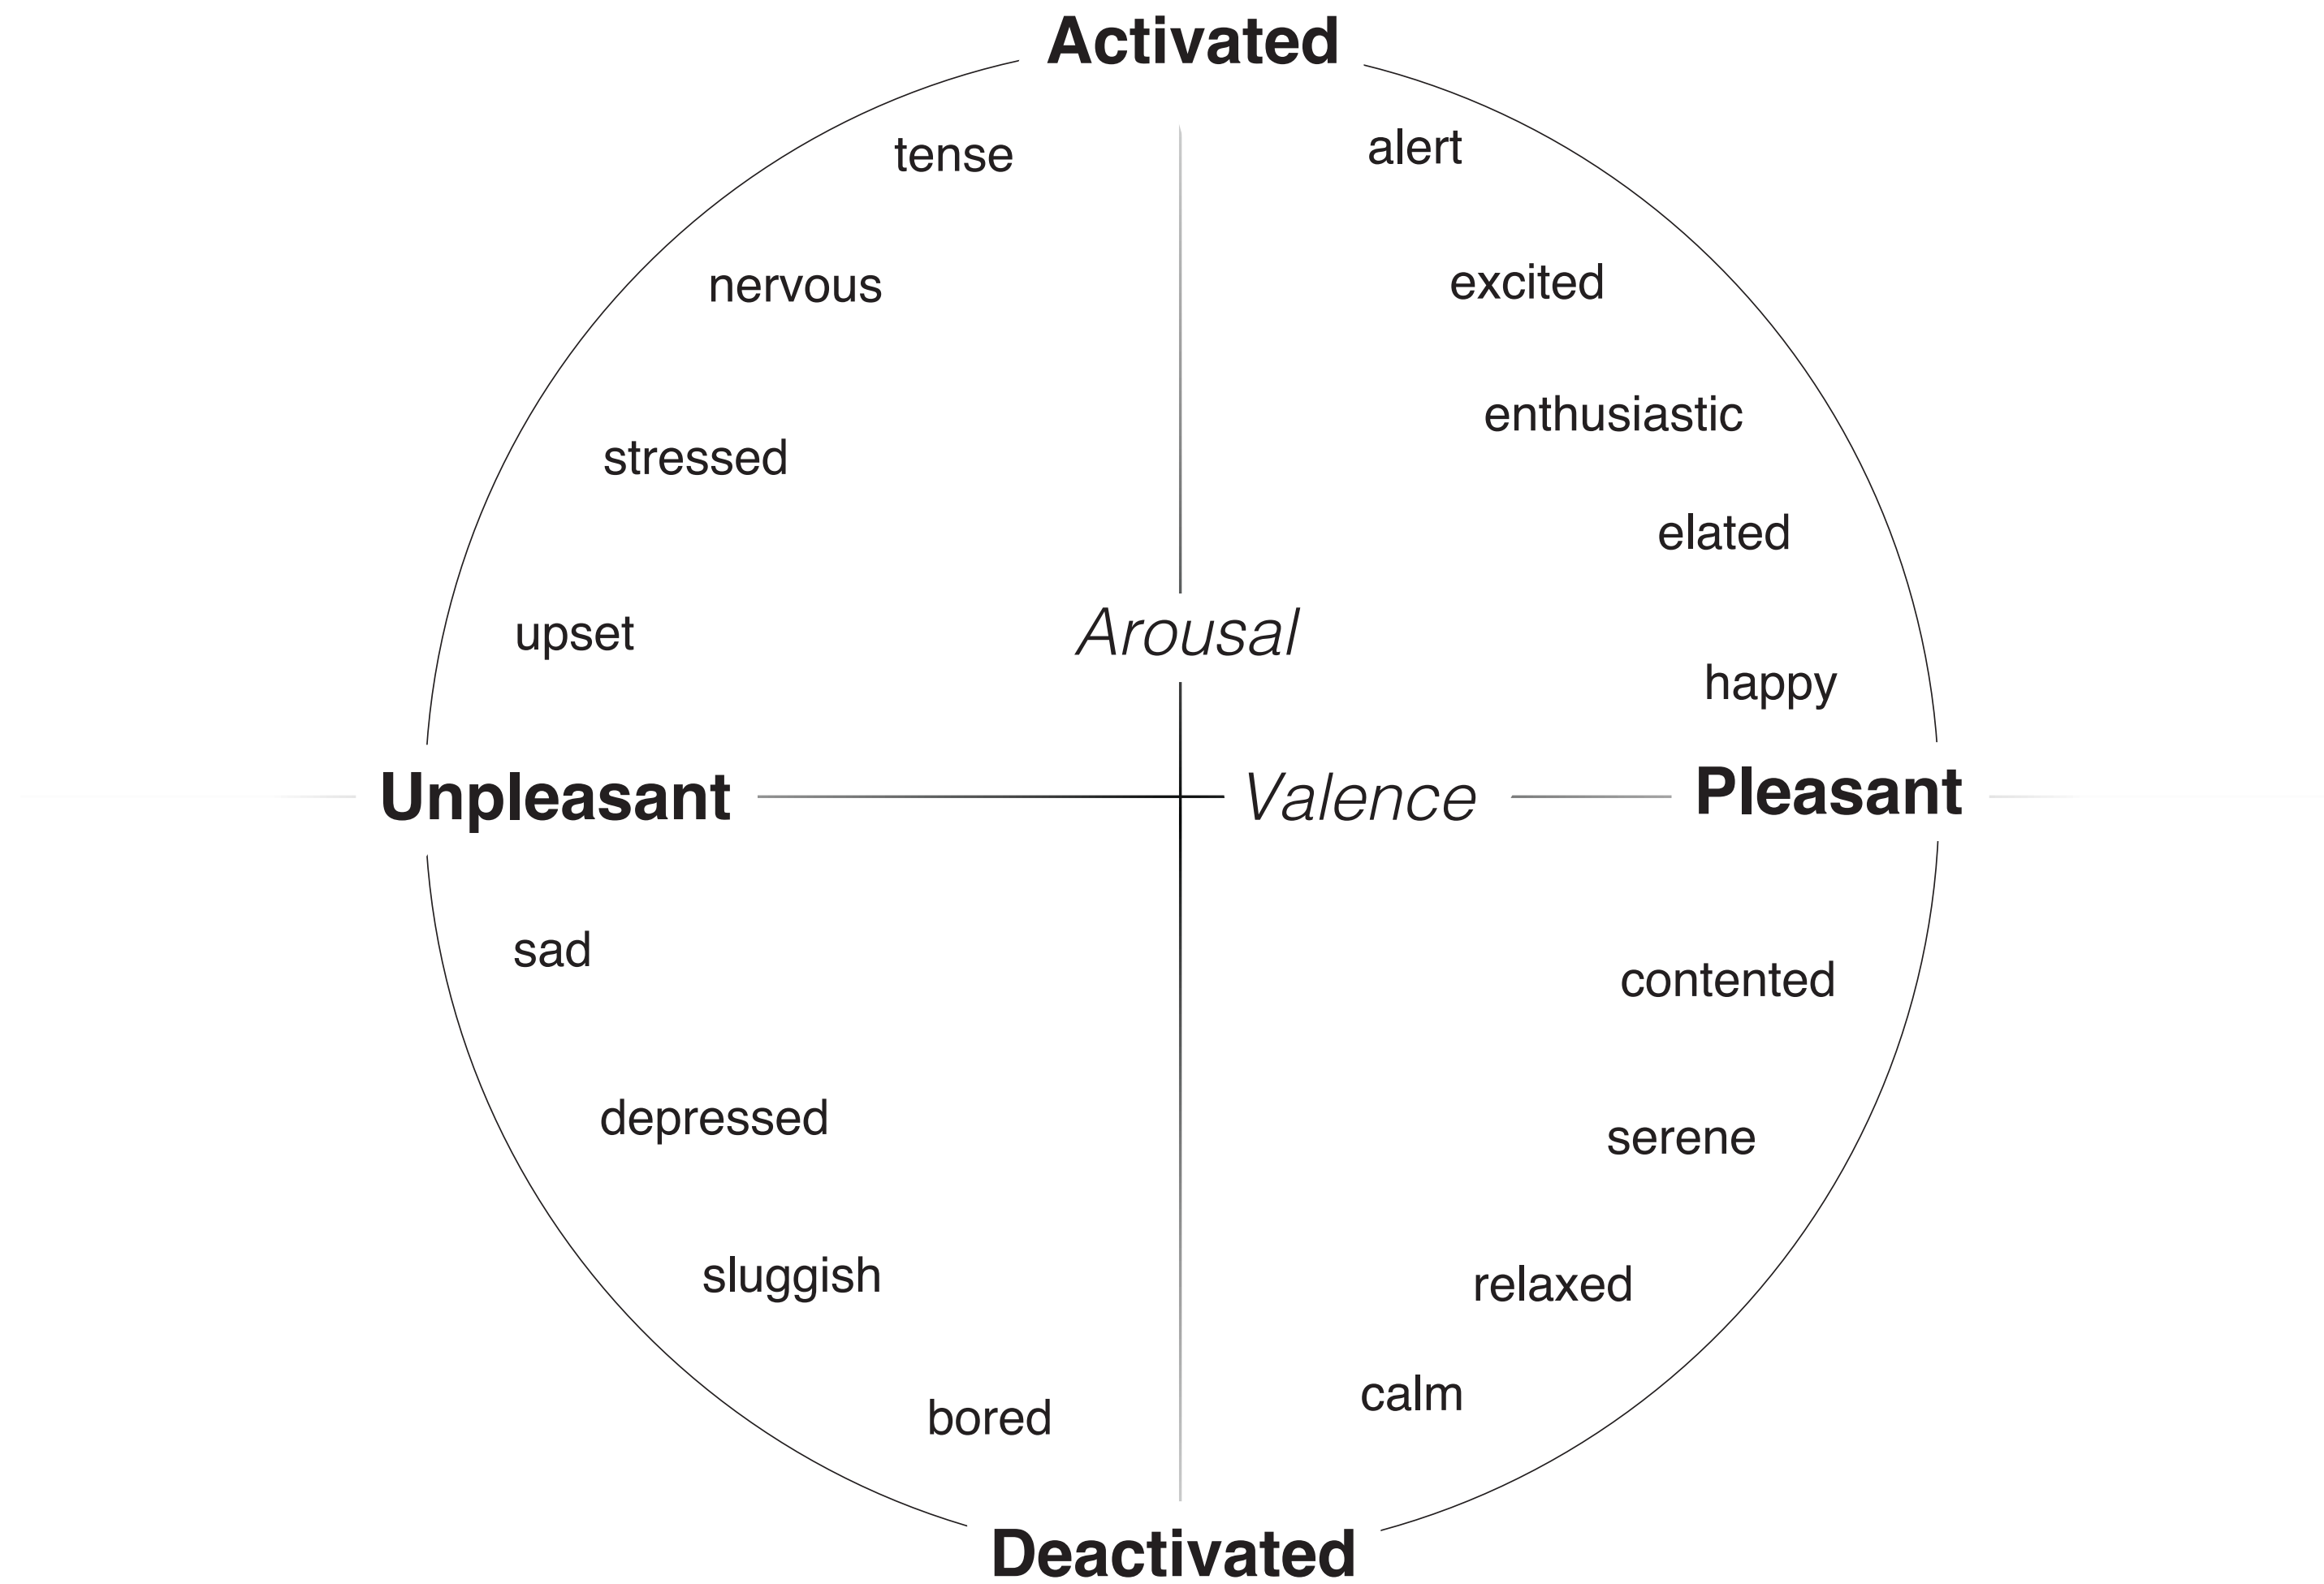 Activated
tense
alert
nervous
excited
enthusiastic
stressed
elated
upset
Arousal
happy
Unpleasant
Valence
Pleasant
sad
contented
depressed
serene
sluggish
relaxed
bored
calm
Deactivated